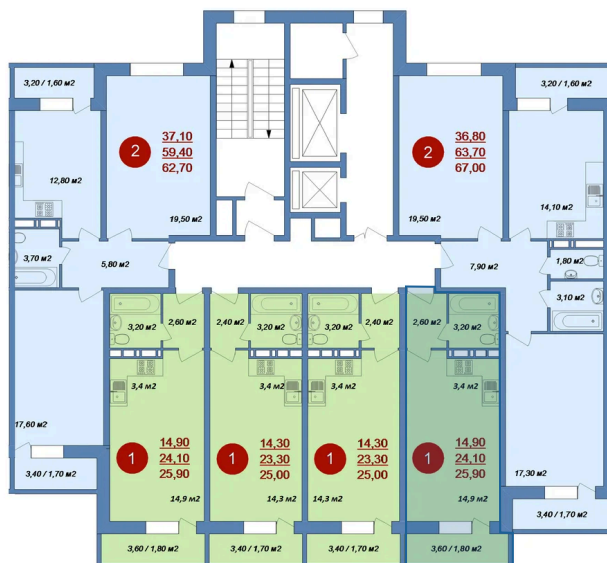 3,20 / 1,60 м2
3,20 / 1,60 м2
2
37,10
59,40
62,70
2
36,80
63,70
67,00
12,80 м2
14,10 м2
19,50 м2
19,50 м2
3,70 м2
5,80 м2
7,90 м2
1,80 м2
3,10 м2
3,20 м2
2,60 м2
2,40 м2
3,20 м2
3,20 м2
2,40 м2
2,60 м2
3,20 м2
3,4 м2
3,4 м2
3,4 м2
3,4 м2
17,60 м2
1
14,90
24,10
25,90
1
14,30
23,30
25,00
1
14,30
23,30
25,00
1
14,90
24,10
25,90
3,40 / 1,70 м2
14,9 м2
14,3 м2
14,3 м2
14,9 м2
17,30 м2
3,40 / 1,70 м2
3,60 / 1,80 м2
3,40 / 1,70 м2
3,40 / 1,70 м2
3,60 / 1,80 м2